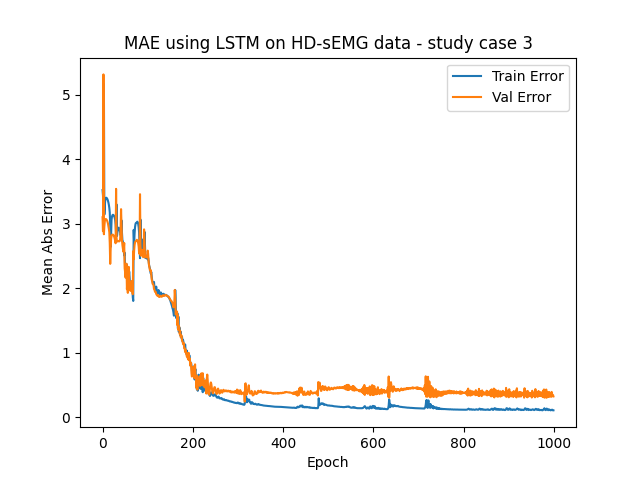 MAE using LSTM on HD-sEMG data - study case 3
Train Error
Val Error
5
4
3
2
1
0
Mean Abs Error
0
200
400
600
800
1000
Epoch